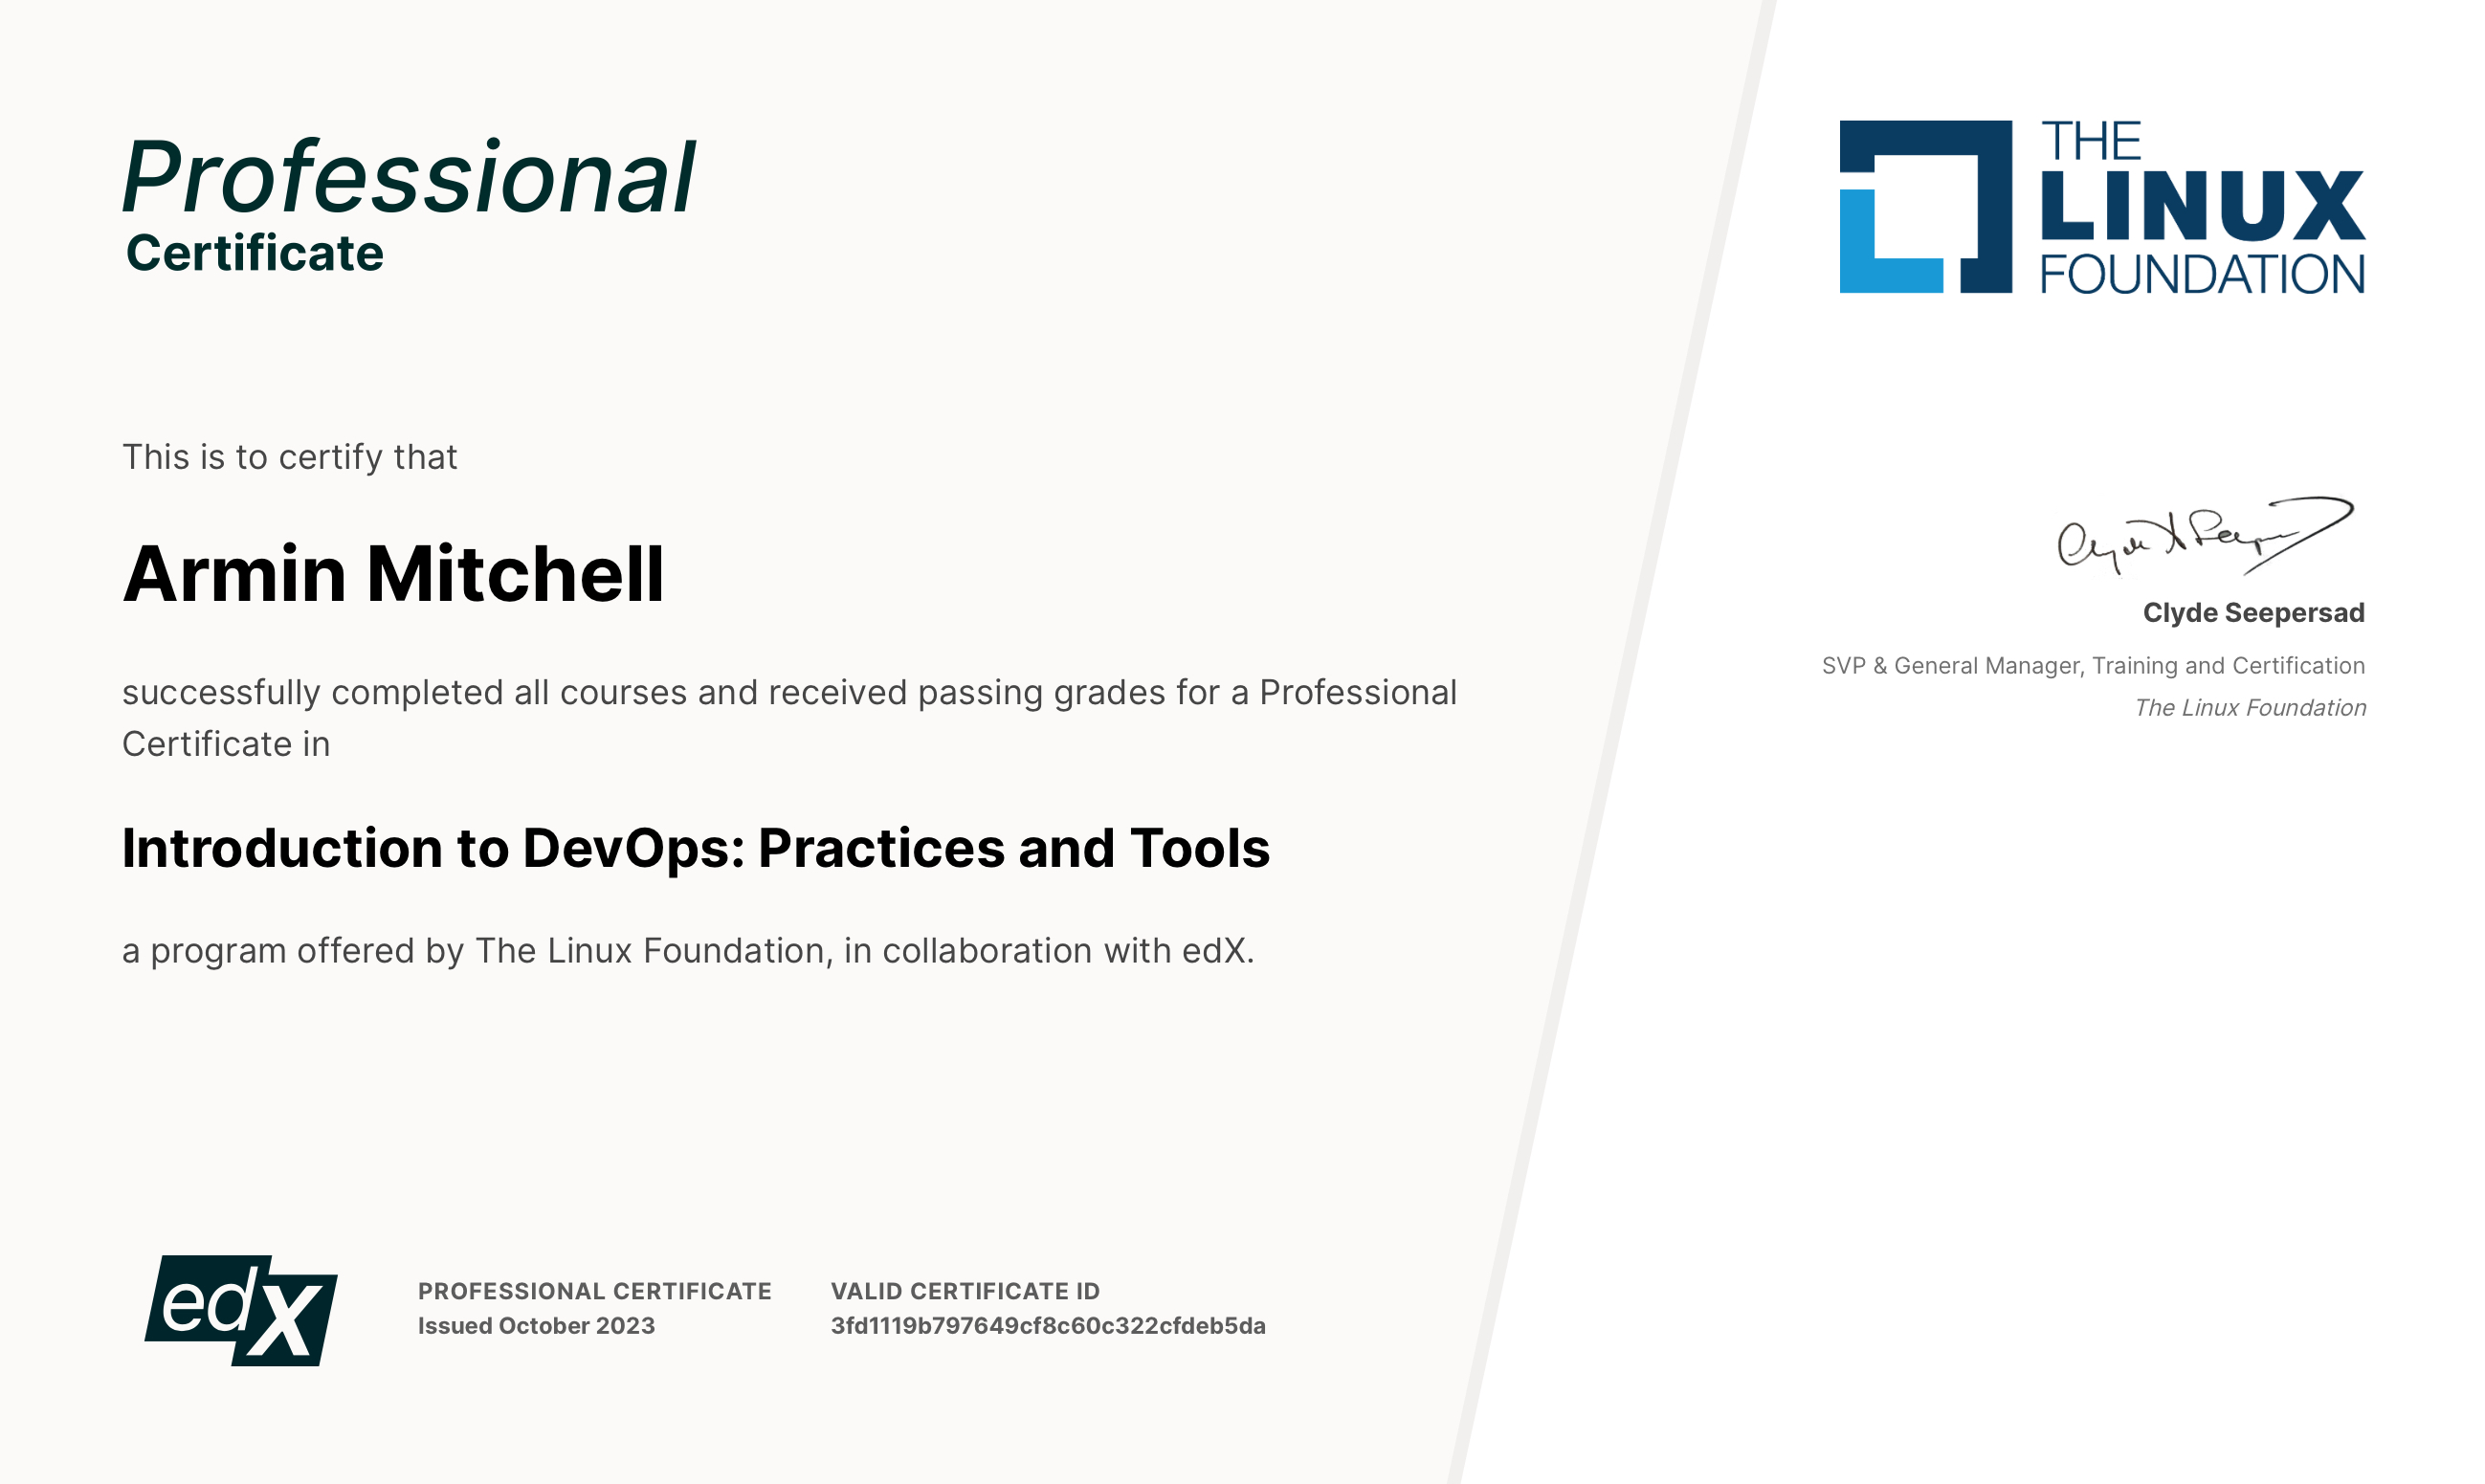 Professional
Certificate
THE
LINUX
FOUNDATION
This is to certify that
Armin Mitchell
successfully completed all courses and received passing grades for a Professional
Certificate in
Introduction to DevOps: Practices and Tools
a program offered by The Linux Foundation, in collaboration with edX.
Clyde Seepersad
SVP & General Manager, Training and Certification
The Linux Foundation
edX
PROFESSIONAL CERTIFICATE
Issued October 2023
VALID CERTIFICATE ID
3fd1119b797649cf8c60c322cfdeb5da